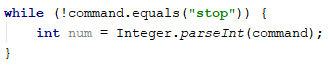 while (!command.equals("stop")) {
    int num = Integer.parseInt(command);
}